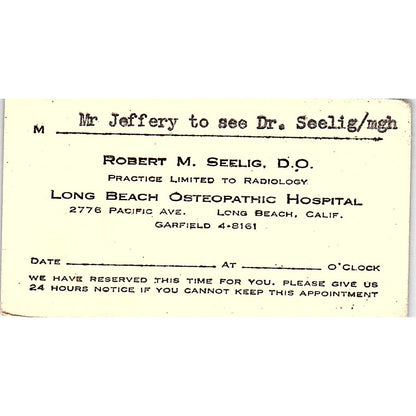 M Mr Jeffery to see Dr. Seelig/mgh
ROBERT M. SEELIG, D.O.
PRACTICE LIMITED TO RADIOLOGY
LONG BEACH OSTEOPATHIC HOSPITAL
2776 PACIFIC AVE. LONG BEACH, CALIF.
GARFIELD 4-8161
DATE AT O'CLOCK
WE HAVE RESERVED THIS TIME FOR YOU. PLEASE GIVE US
24 HOURS NOTICE IF YOU CANNOT KEEP THIS APPOINTMENT